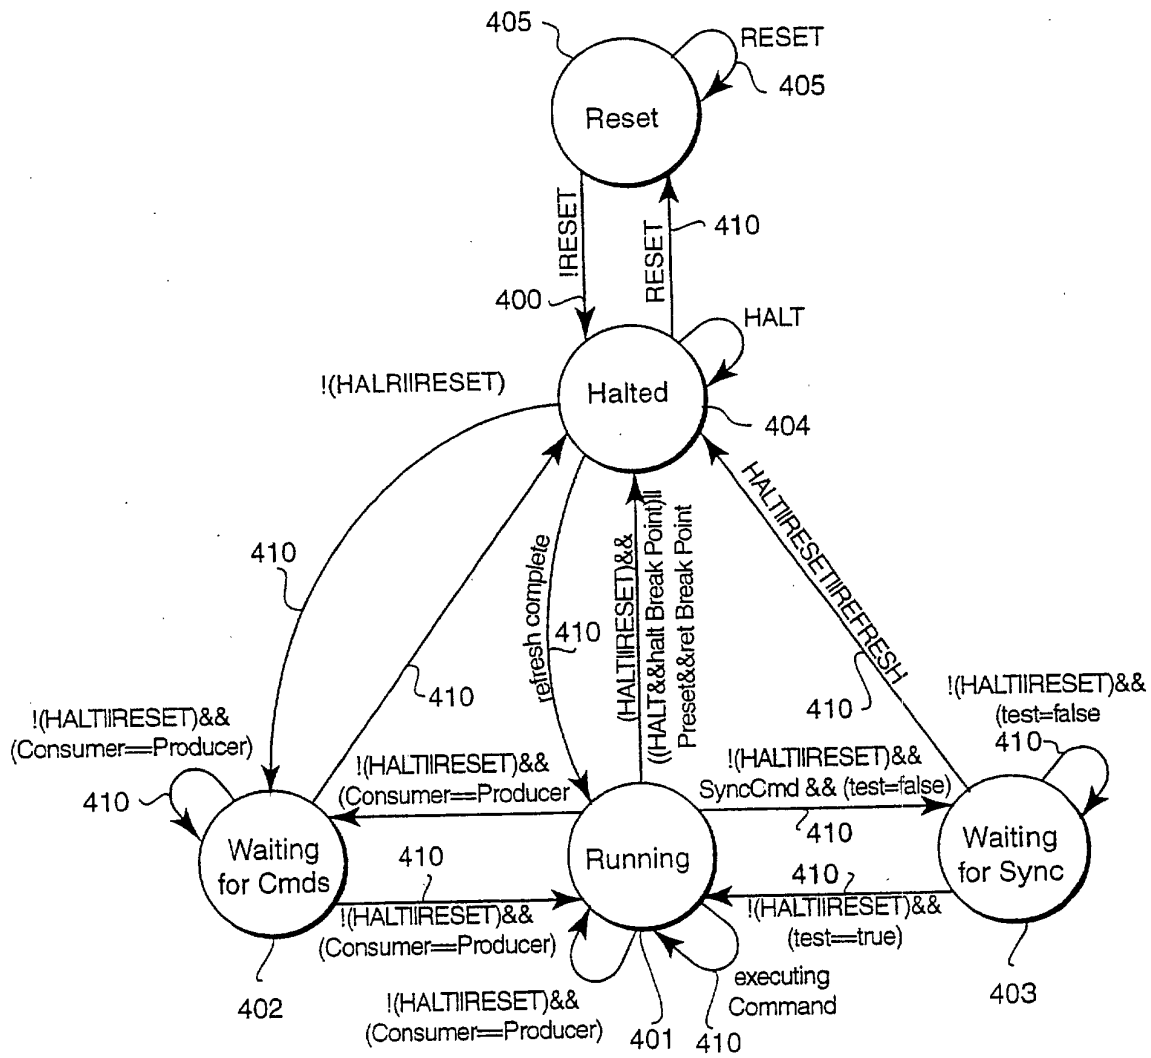 405
RESET
405
Reset
!RESET
RESET
410
400
HALT
!(HALRIIRESET)
Halted
404
410
refresh complete
410
(HALTIIRESET)&&
((HALT&&halt Break Point)II
Preset&&ret Break Point
HALTIIRESETIIREFRESH
410
410
!(HALTIIRESET)&&
(test=false
410
!(HALTIIRESET)&&
(Consumer==Producer)
410
!(HALTIIRESET)&&
(Consumer==Producer
!(HALTIIRESET)&&
SyncCmd && (test=false)
410
Waiting
for Cmds
410
Running
410
Waiting
for Sync
!(HALTIIRESET)&&
(Consumer==Producer)
!(HALTIIRESET)&&
(test==true)
402
!(HALTIIRESET)&&
(Consumer==Producer)
401
410
executing
Command
403